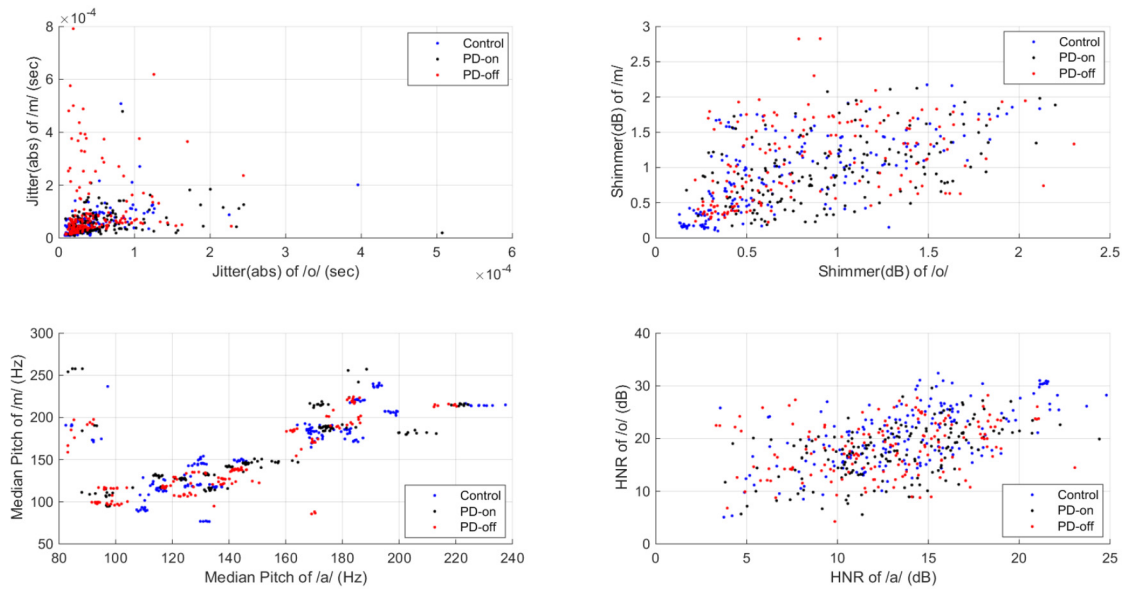 ×10⁻⁴
8
6
4
2
0
Jitter(abs) of /m/ (sec)
Control
PD-on
PD-off
0 1 2 3 4 5 6
Jitter(abs) of /o/ (sec)
×10⁻⁴
3
2.5
2
1.5
1
0.5
0
Shimmer(dB) of /m/
Control
PD-on
PD-off
0 0.5 1 1.5 2 2.5
Shimmer(dB) of /o/
300
250
200
150
100
50
Median Pitch of /m/ (Hz)
Control
PD-on
PD-off
80 100 120 140 160 180 200 220 240
Median Pitch of /a/ (Hz)
40
30
20
10
0
HNR of /o/ (dB)
Control
PD-on
PD-off
0 5 10 15 20 25
HNR of /a/ (dB)